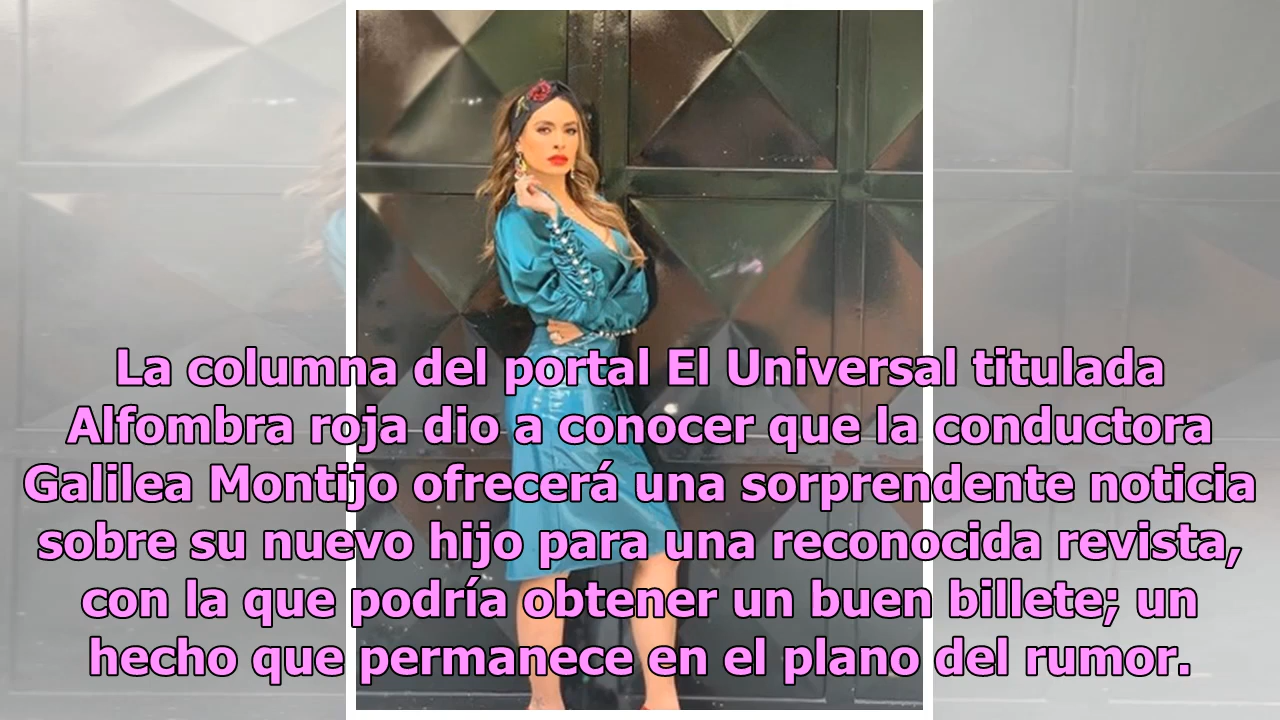 La columna del portal El Universal titulada
Alfombra roja dio a conocer que la conductora
Galilea Montijo ofrecerá una sorprendente noticia
sobre su nuevo hijo para una reconocida revista,
con la que podría obtener un buen billete; un
hecho que permanece en el plano del rumor.